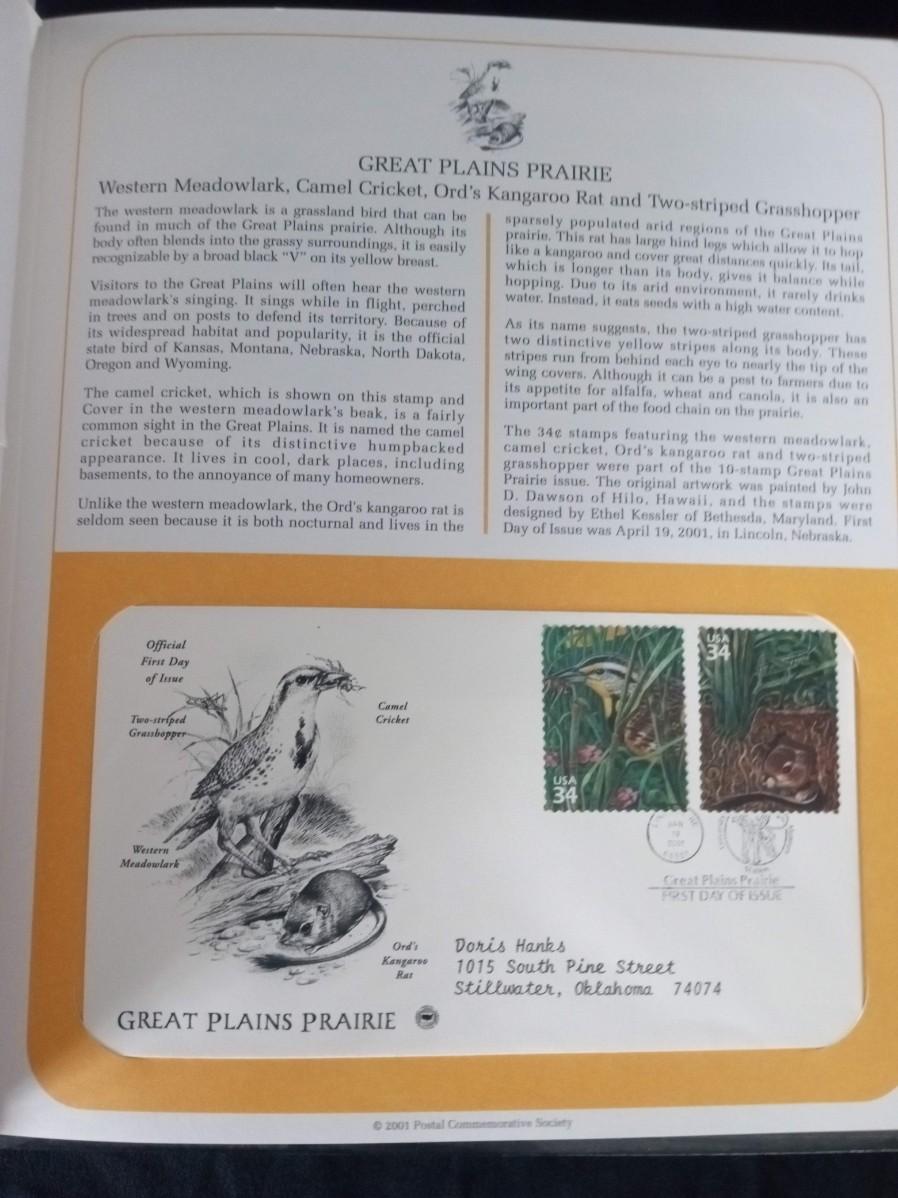 GREAT PLAINS PRAIRIE
Western Meadowlark, Camel Cricket, Ord's Kangaroo Rat and Two-striped Grasshopper
The western meadowlark is a grassland bird that can be
found in much of the Great Plains prairie. Although its
body often blends into the grassy surroundings, it is easily
recognizable by a broad black "V" on its yellow breast.
Visitors to the Great Plains will often hear the western
meadowlark's singing. It sings while in flight, perched
in trees and on posts to defend its territory. Because of
its widespread habitat and popularity, it is the official
state bird of Kansas, Montana, Nebraska, North Dakota,
Oregon and Wyoming.
The camel cricket, which is shown on this stamp and
Cover in the western meadowlark's beak, is a fairly
common sight in the Great Plains. It is named the camel
cricket because of its distinctive humpbacked
appearance. It lives in cool, dark places, including
basements, to the annoyance of many homeowners.
Unlike the western meadowlark, the Ord's kangaroo rat is
seldom seen because it is both nocturnal and lives in the
sparsely populated arid regions of the Great Plains
prairie. This rat has large hind legs which allow it to hop
like a kangaroo and cover great distances quickly. Its tail,
which is longer than its body, gives it balance while
hopping. Due to its arid environment, it rarely drinks
water. Instead, it eats seeds with a high water content.
As its name suggests, the two-striped grasshopper has
two distinctive yellow stripes along its body. These
stripes run from behind each eye to nearly the tip of the
wing covers. Although it can be a pest to farmers due to
its appetite for alfalfa, wheat and canola, it is also an
important part of the food chain on the prairie.
The 34¢ stamps featuring the western meadowlark,
camel cricket, Ord's kangaroo rat and two-striped
grasshopper were part of the 10-stamp Great Plains
Prairie issue. The original artwork was painted by John
D. Dawson of Hilo, Hawaii, and the stamps were
designed by Ethel Kessler of Bethesda, Maryland. First
Day of Issue was April 19, 2001, in Lincoln, Nebraska.
Official
First Day
of Issue
Two-striped
Grasshopper
Camel
Cricket
Western
Meadowlark
Ord's
Kangaroo
Rat
GREAT PLAINS PRAIRIE
USA
34
USA
34
2001
Great Plains Prairie
FIRST DAY OF ISSUE
Doris Hanks
1015 South Pine Street
Stillwater, Oklahoma 74074
© 2001 Postal Commemorative Society